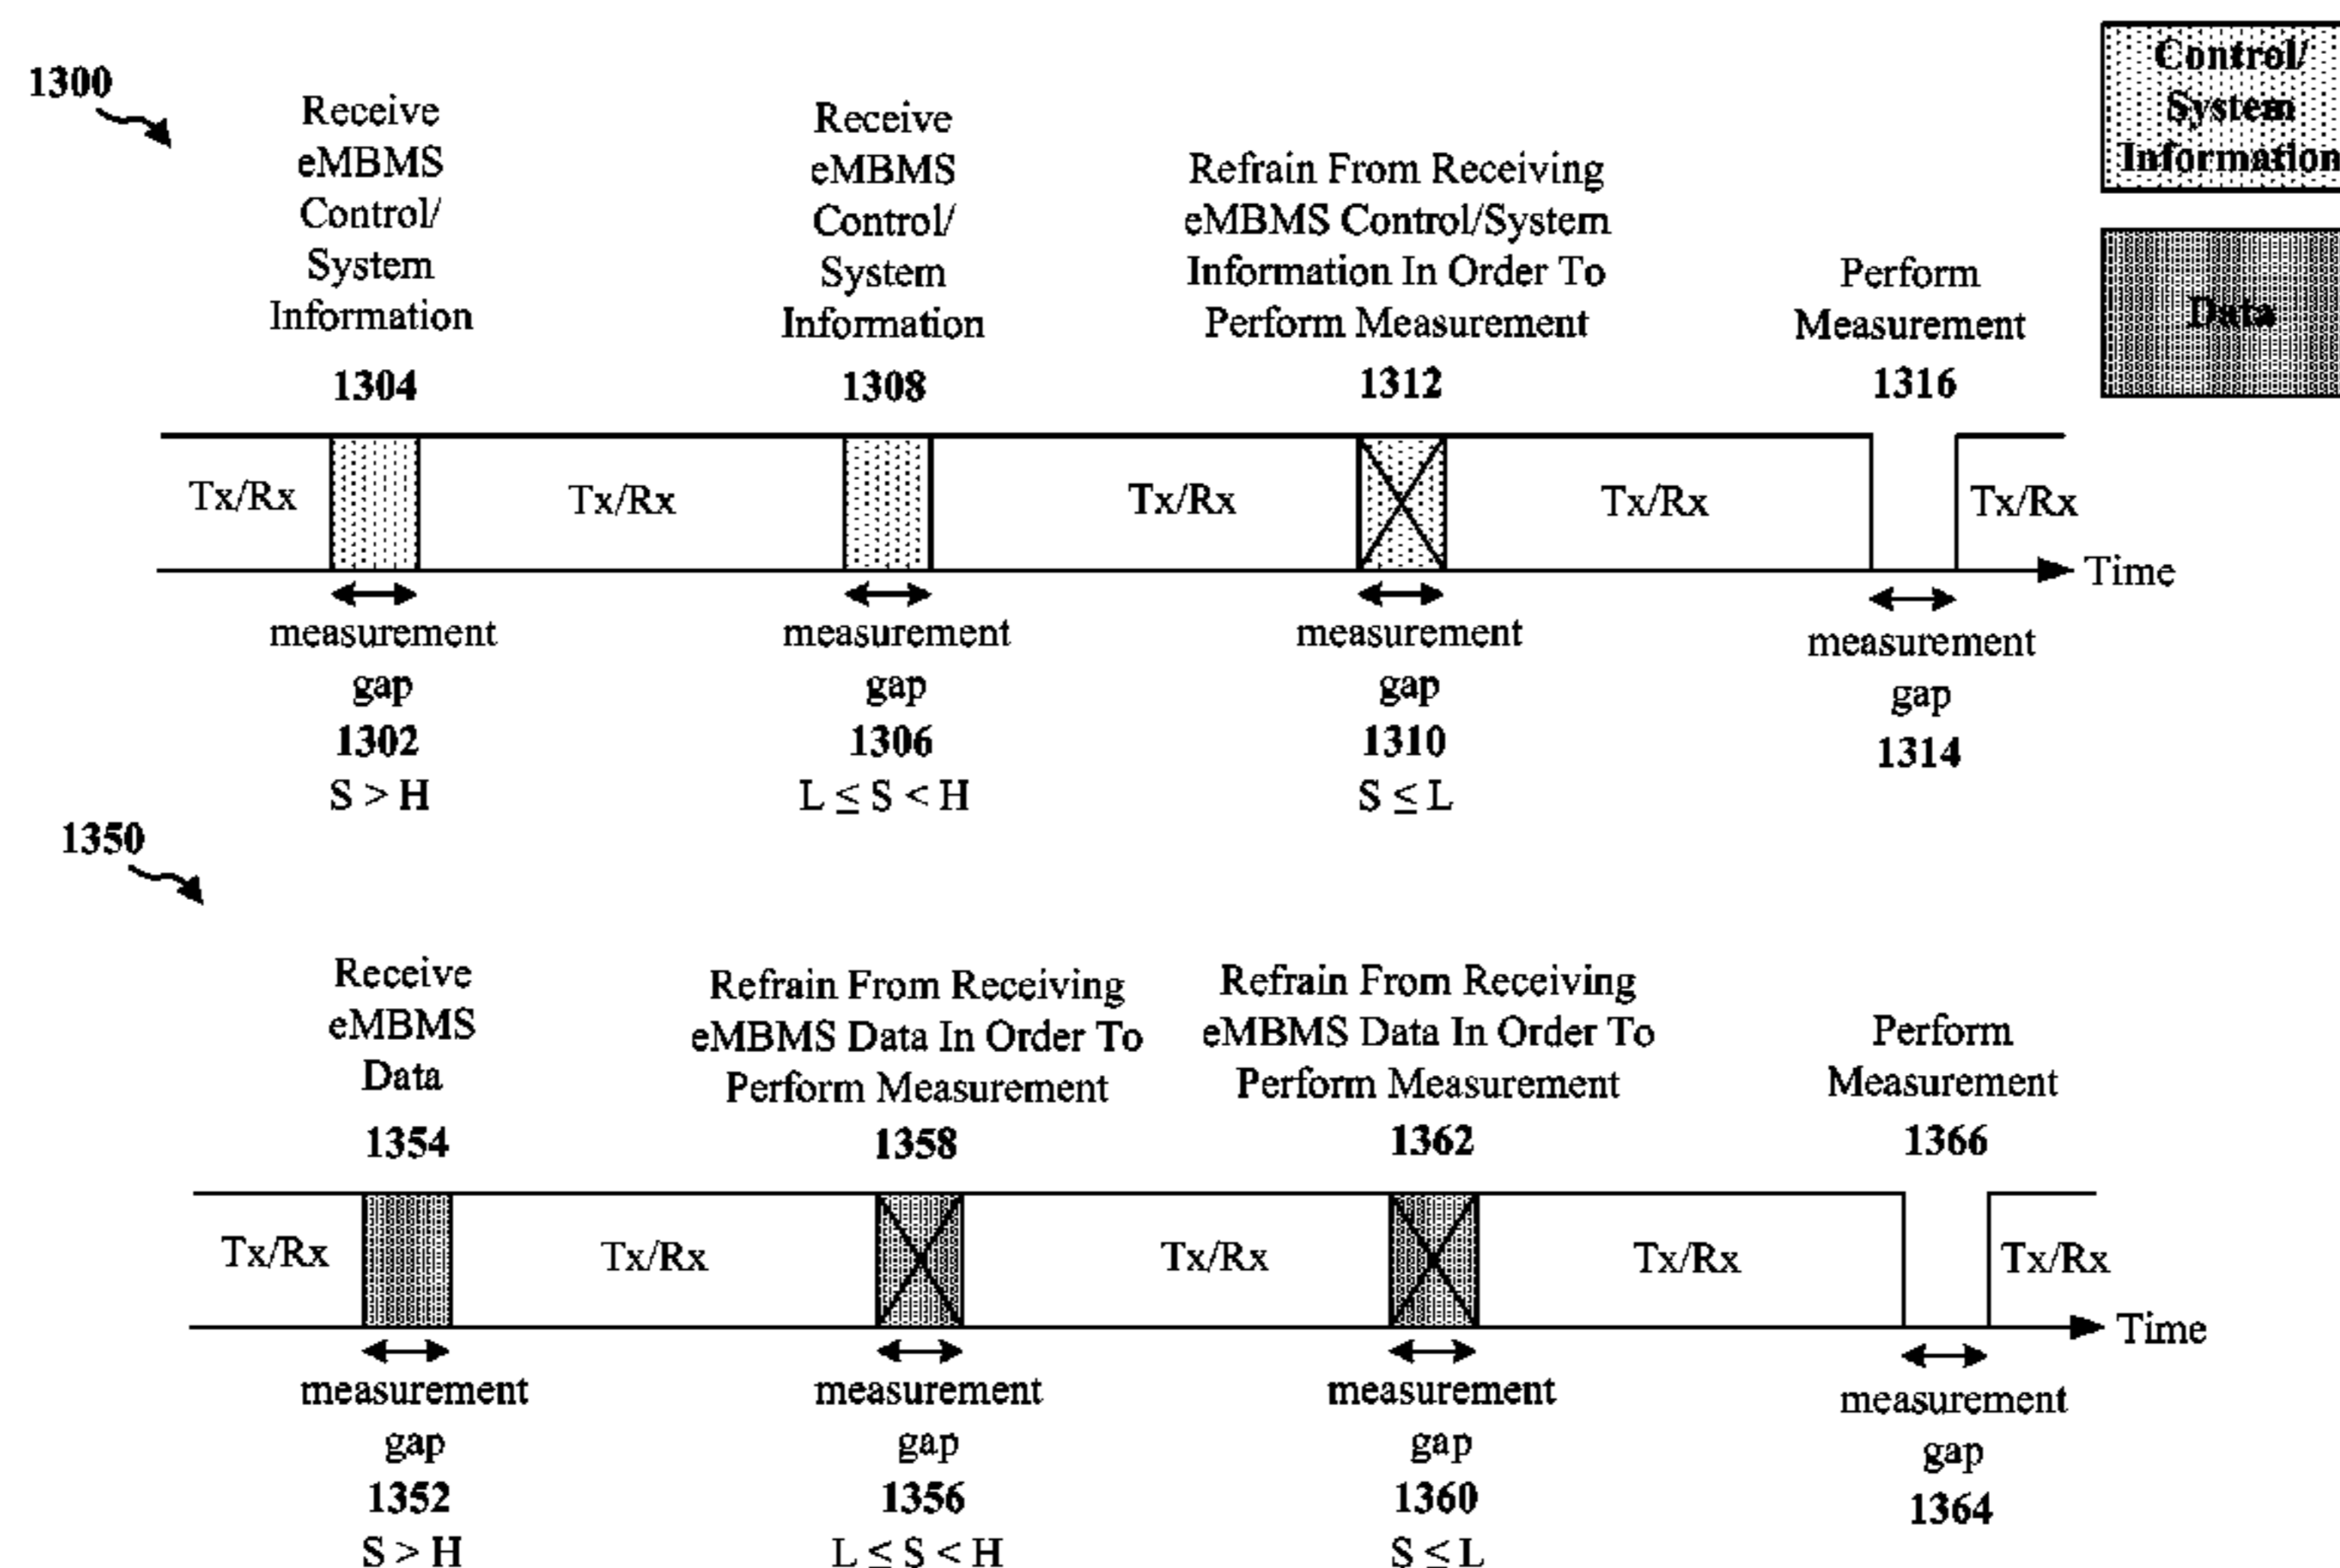 1300
Receive
eMBMS
Control/
System
Information
1304
Receive
eMBMS
Control/
System
Information
1308
Refrain From Receiving
eMBMS Control/System
Information In Order To
Perform Measurement
1312
Perform
Measurement
1316
Control/
System
Information
Data
Tx/Rx
Tx/Rx
Tx/Rx
Tx/Rx
Tx/Rx
Time
measurement
gap
1302
S > H
measurement
gap
1306
L ≤ S < H
measurement
gap
1310
S ≤ L
measurement
gap
1314
1350
Receive
eMBMS
Data
1354
Refrain From Receiving
eMBMS Data In Order To
Perform Measurement
1358
Refrain From Receiving
eMBMS Data In Order To
Perform Measurement
1362
Perform
Measurement
1366
Tx/Rx
Tx/Rx
Tx/Rx
Tx/Rx
Tx/Rx
Time
measurement
gap
1352
S > H
measurement
gap
1356
L ≤ S < H
measurement
gap
1360
S ≤ L
measurement
gap
1364